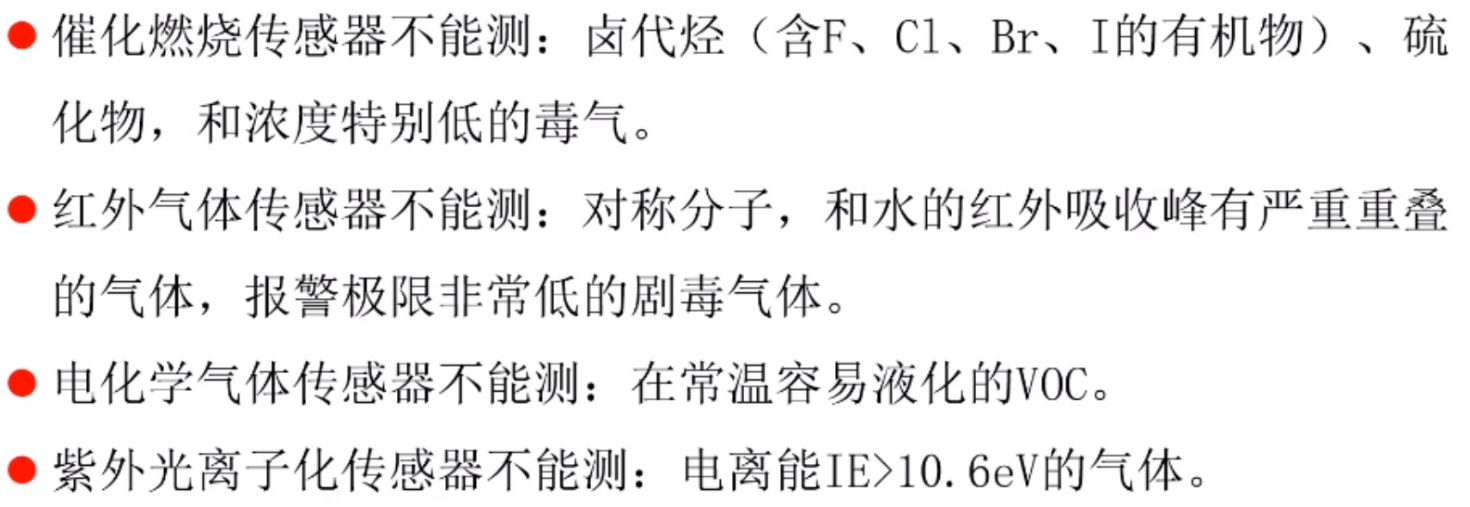 ● 催化燃烧传感器不能测：卤代烃（含F、Cl、Br、I的有机物）、硫
化物，和浓度特别低的毒气。
● 红外气体传感器不能测：对称分子，和水的红外吸收峰有严重重叠
的气体，报警极限非常低的剧毒气体。
● 电化学气体传感器不能测：在常温容易液化的VOC。
● 紫外光离子化传感器不能测：电离能IE>10.6eV的气体。